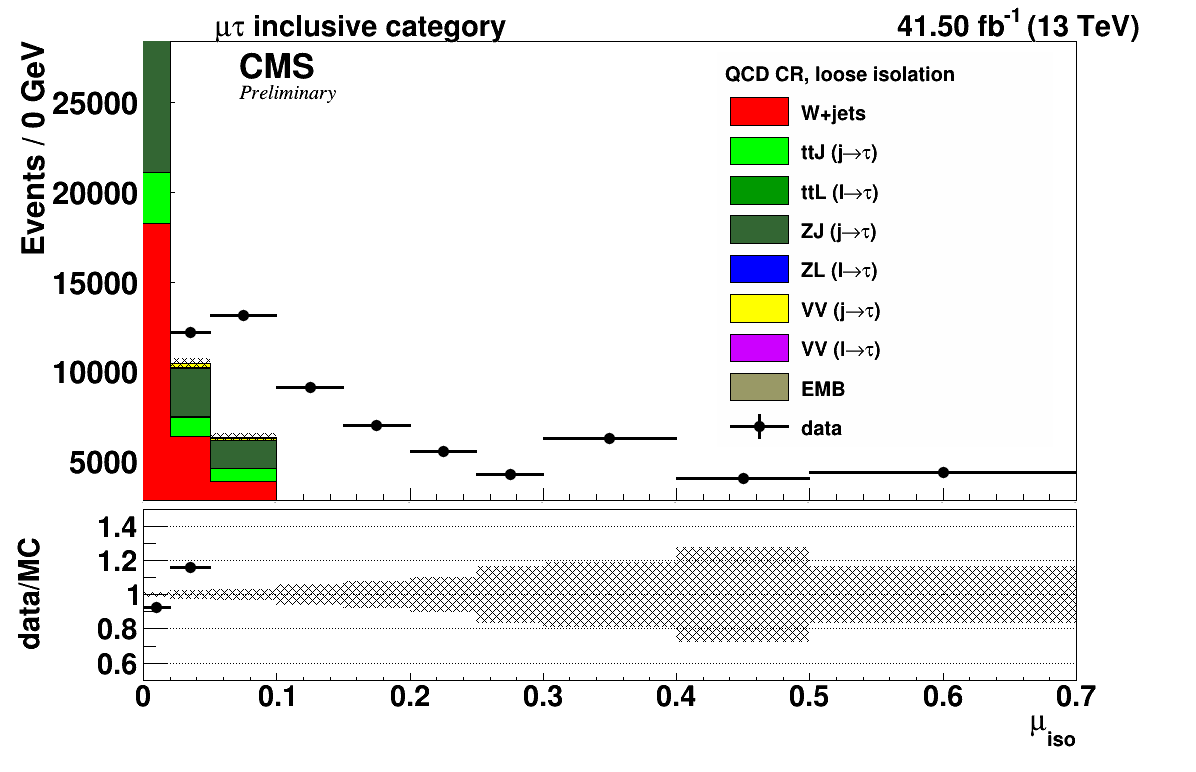 μτ inclusive category
41.50 fb⁻¹ (13 TeV)
CMS
Preliminary
QCD CR, loose isolation
W+jets
ttJ (j→τ)
ttL (l→τ)
ZJ (j→τ)
ZL (l→τ)
VV (j→τ)
VV (l→τ)
EMB
data
Events / 0 GeV
25000
20000
15000
10000
5000
data/MC
1.4
1.2
1
0.8
0.6
0 0.1 0.2 0.3 0.4 0.5 0.6 0.7
μ_iso